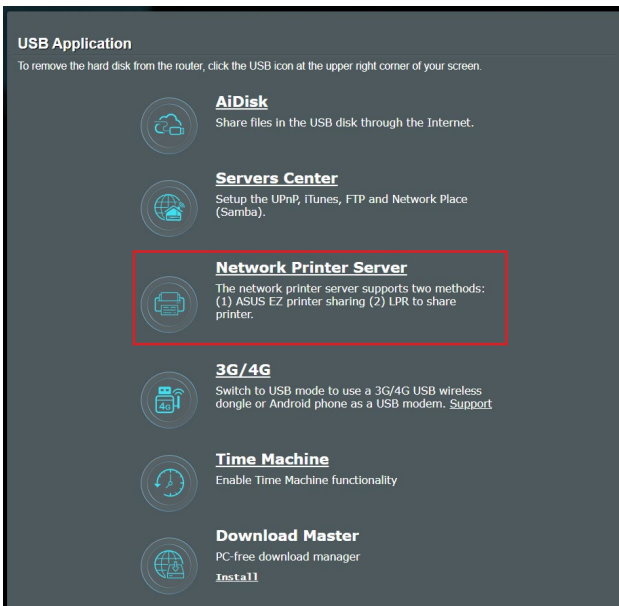 USB Application
To remove the hard disk from the router, click the USB icon at the upper right corner of your screen.
AiDisk
Share files in the USB disk through the Internet.
Servers Center
Setup the UPnP, iTunes, FTP and Network Place
(Samba).
Network Printer Server
The network printer server supports two methods:
(1) ASUS EZ printer sharing (2) LPR to share
printer.
3G/4G
4G
Switch to USB mode to use a 3G/4G USB wireless
dongle or Android phone as a USB modem. Support
Time Machine
Enable Time Machine functionality
Download Master
PC-free download manager
Install